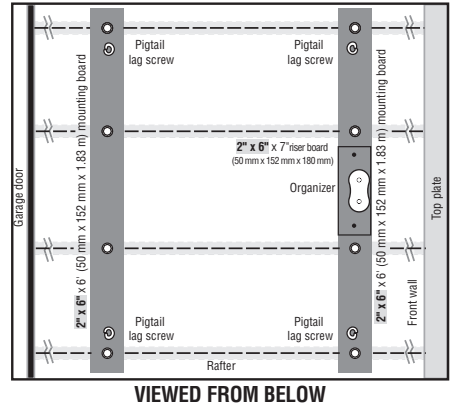 Pigtail
lag screw
Pigtail
lag screw
Garage door
2" x 6" x 6' (50 mm x 152 mm x 1.83 m) mounting board
2" x 6" x 7" riser board
(50 mm x 152 mm x 180 mm)
Organizer
2" x 6" x 6' (50 mm x 152 mm x 1.83 m) mounting board
Top plate
Front wall
Pigtail
lag screw
Pigtail
lag screw
Rafter
VIEWED FROM BELOW